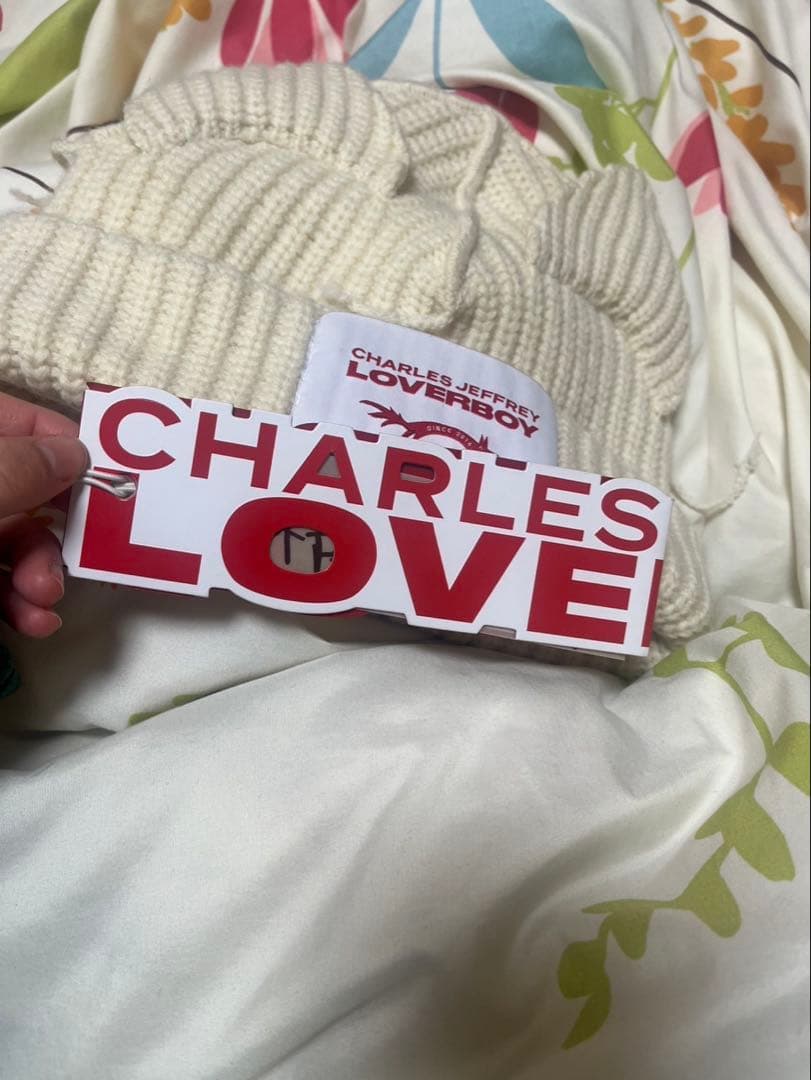 CHARLES JEFFREY
LOVERBOY
SINCE 2014
CHARLES
LOVE